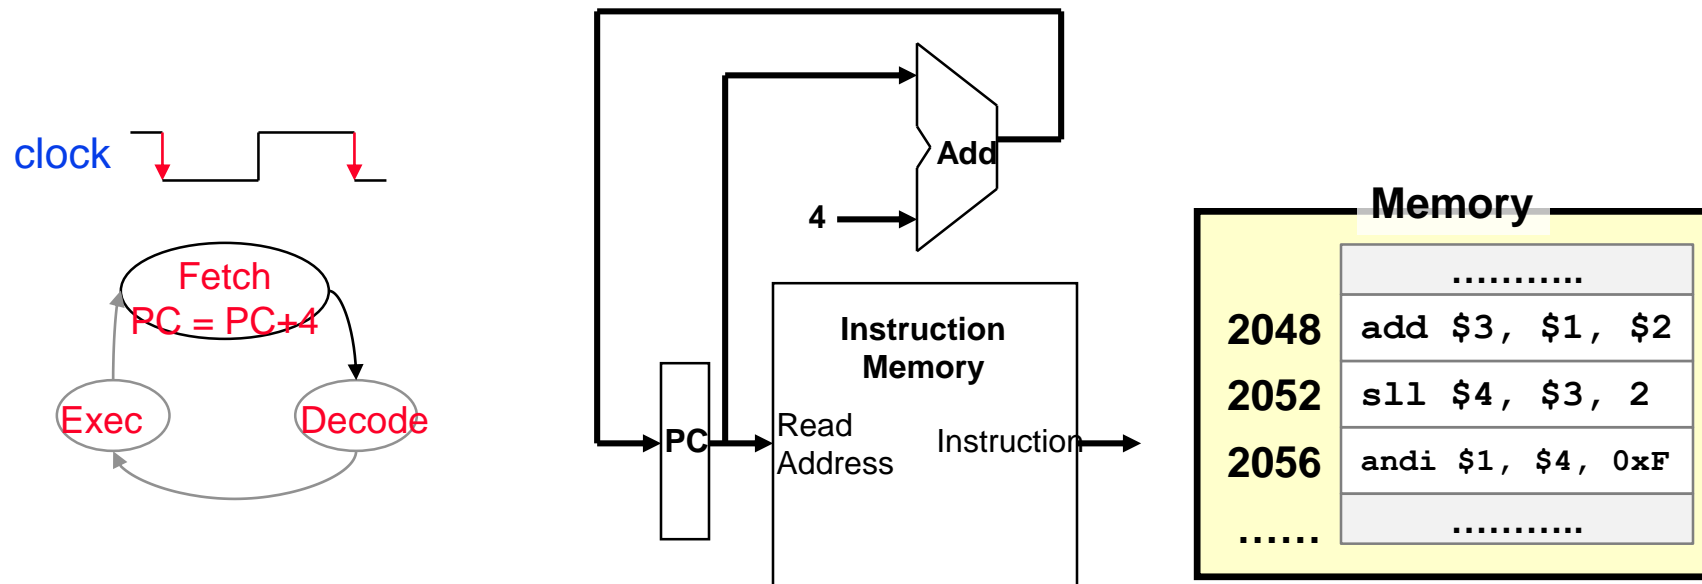 clock
Fetch
PC = PC+4
Exec
Decode
Add
4
PC
Instruction
Memory
Read
Address
Instruction
Memory
...........
2048 add $3, $1, $2
2052 sll $4, $3, 2
2056 andi $1, $4, 0xF
...... ...........